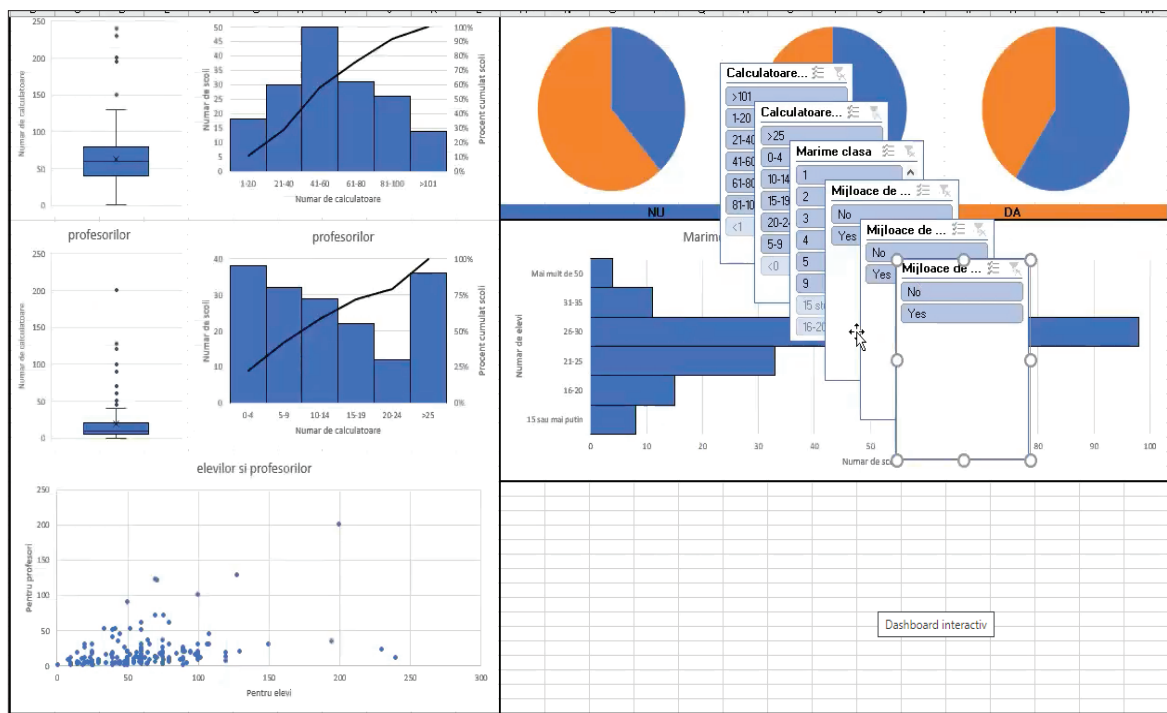 250
200
150
100
50
0
Numar de calculatoare
50
45
40
35
30
25
20
15
10
5
0
Numar de scoli
100%
90%
80%
70%
60%
50%
40%
30%
20%
10%
0%
Procent cumulat scoli
1-20 21-40 41-60 61-80 81-100 >101
Numar de calculatoare
profesorilor
profesorilor
250
200
150
100
50
0
Numar de calculatoare
40
30
20
10
0
Numar de scoli
100%
75%
50%
25%
0%
Procent cumulat scoli
0-4 5-9 10-14 15-19 20-24 >25
Numar de calculatoare
elevilor si profesorilor
250
200
150
100
50
0
Pentru profesori
0 50 100 150 200 250 300
Pentru elevi
NU
DA
Calculatoare...
>101
1-20
21-40
41-60
61-80
81-10
<1
Calculatoare...
>25
0-4
10-14
15-19
20-2
5-9
<0
Marime clasa
1
2
3
4
5
9
15 st
16-20
Mijloace de ...
No
Yes
Mijloace de ...
No
Yes
Mijloace de ...
No
Yes
Marime
Mai mult de 50
31-35
26-30
21-25
16-20
15 sau mai putin
Numar de elevi
0 10 20 30 40 50 80 90 100
Numar de sc
Dashboard interactiv